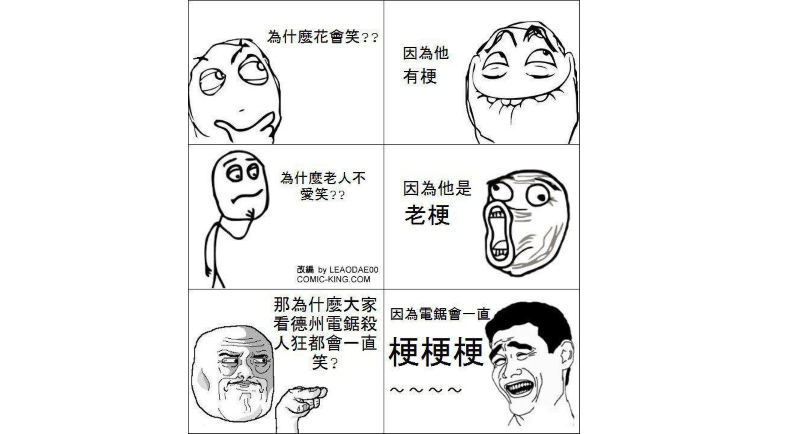 為什麼花會笑??
因為他
有梗
為什麼老人不
愛笑??
改編 by LEAODAE00
COMIC-KING.COM
因為他是
老梗
那為什麼大家
看德州電鋸殺
人狂都會一直
笑?
因為電鋸會一直
梗梗梗
~~~~